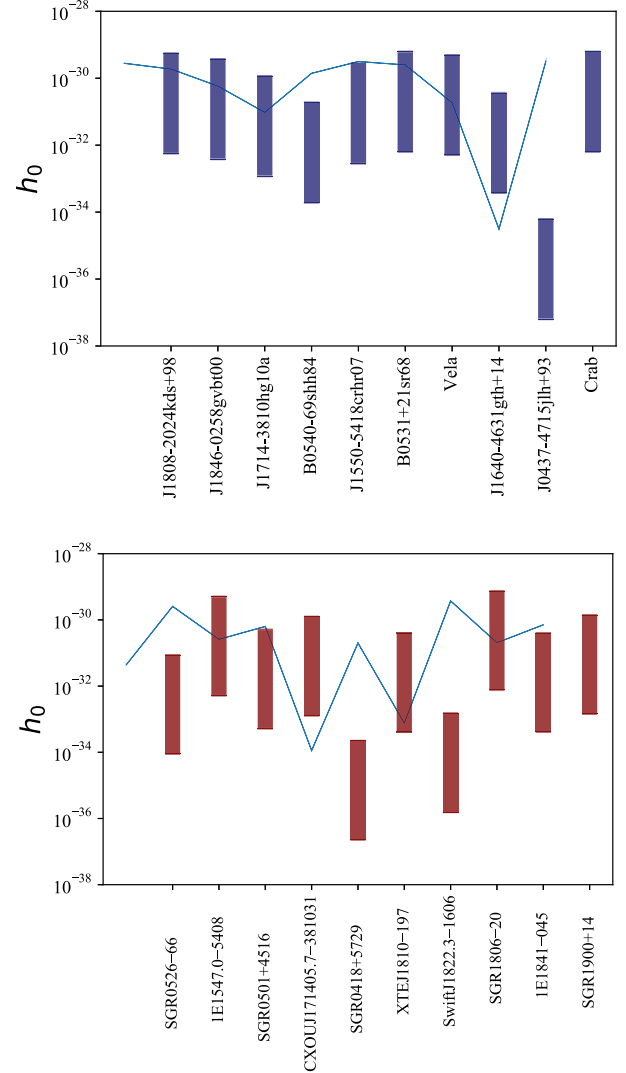 10⁻²⁸
10⁻³⁰
10⁻³²
10⁻³⁴
10⁻³⁶
10⁻³⁸
h₀
J1808-2024kds+98
J1846-0258gvbt00
J1714-3810hg10a
B0540-69shh84
J1550-5418crhr07
B0531+21sr68
Vela
J1640-4631gth+14
J0437-4715jlh+93
Crab
10⁻²⁸
10⁻³⁰
10⁻³²
10⁻³⁴
10⁻³⁶
10⁻³⁸
h₀
SGR0526−66
1E1547.0−5408
SGR0501+4516
CXOUJ171405.7−381031
SGR0418+5729
XTEJ1810−197
SwiftJ1822.3−1606
SGR1806−20
1E1841−045
SGR1900+14